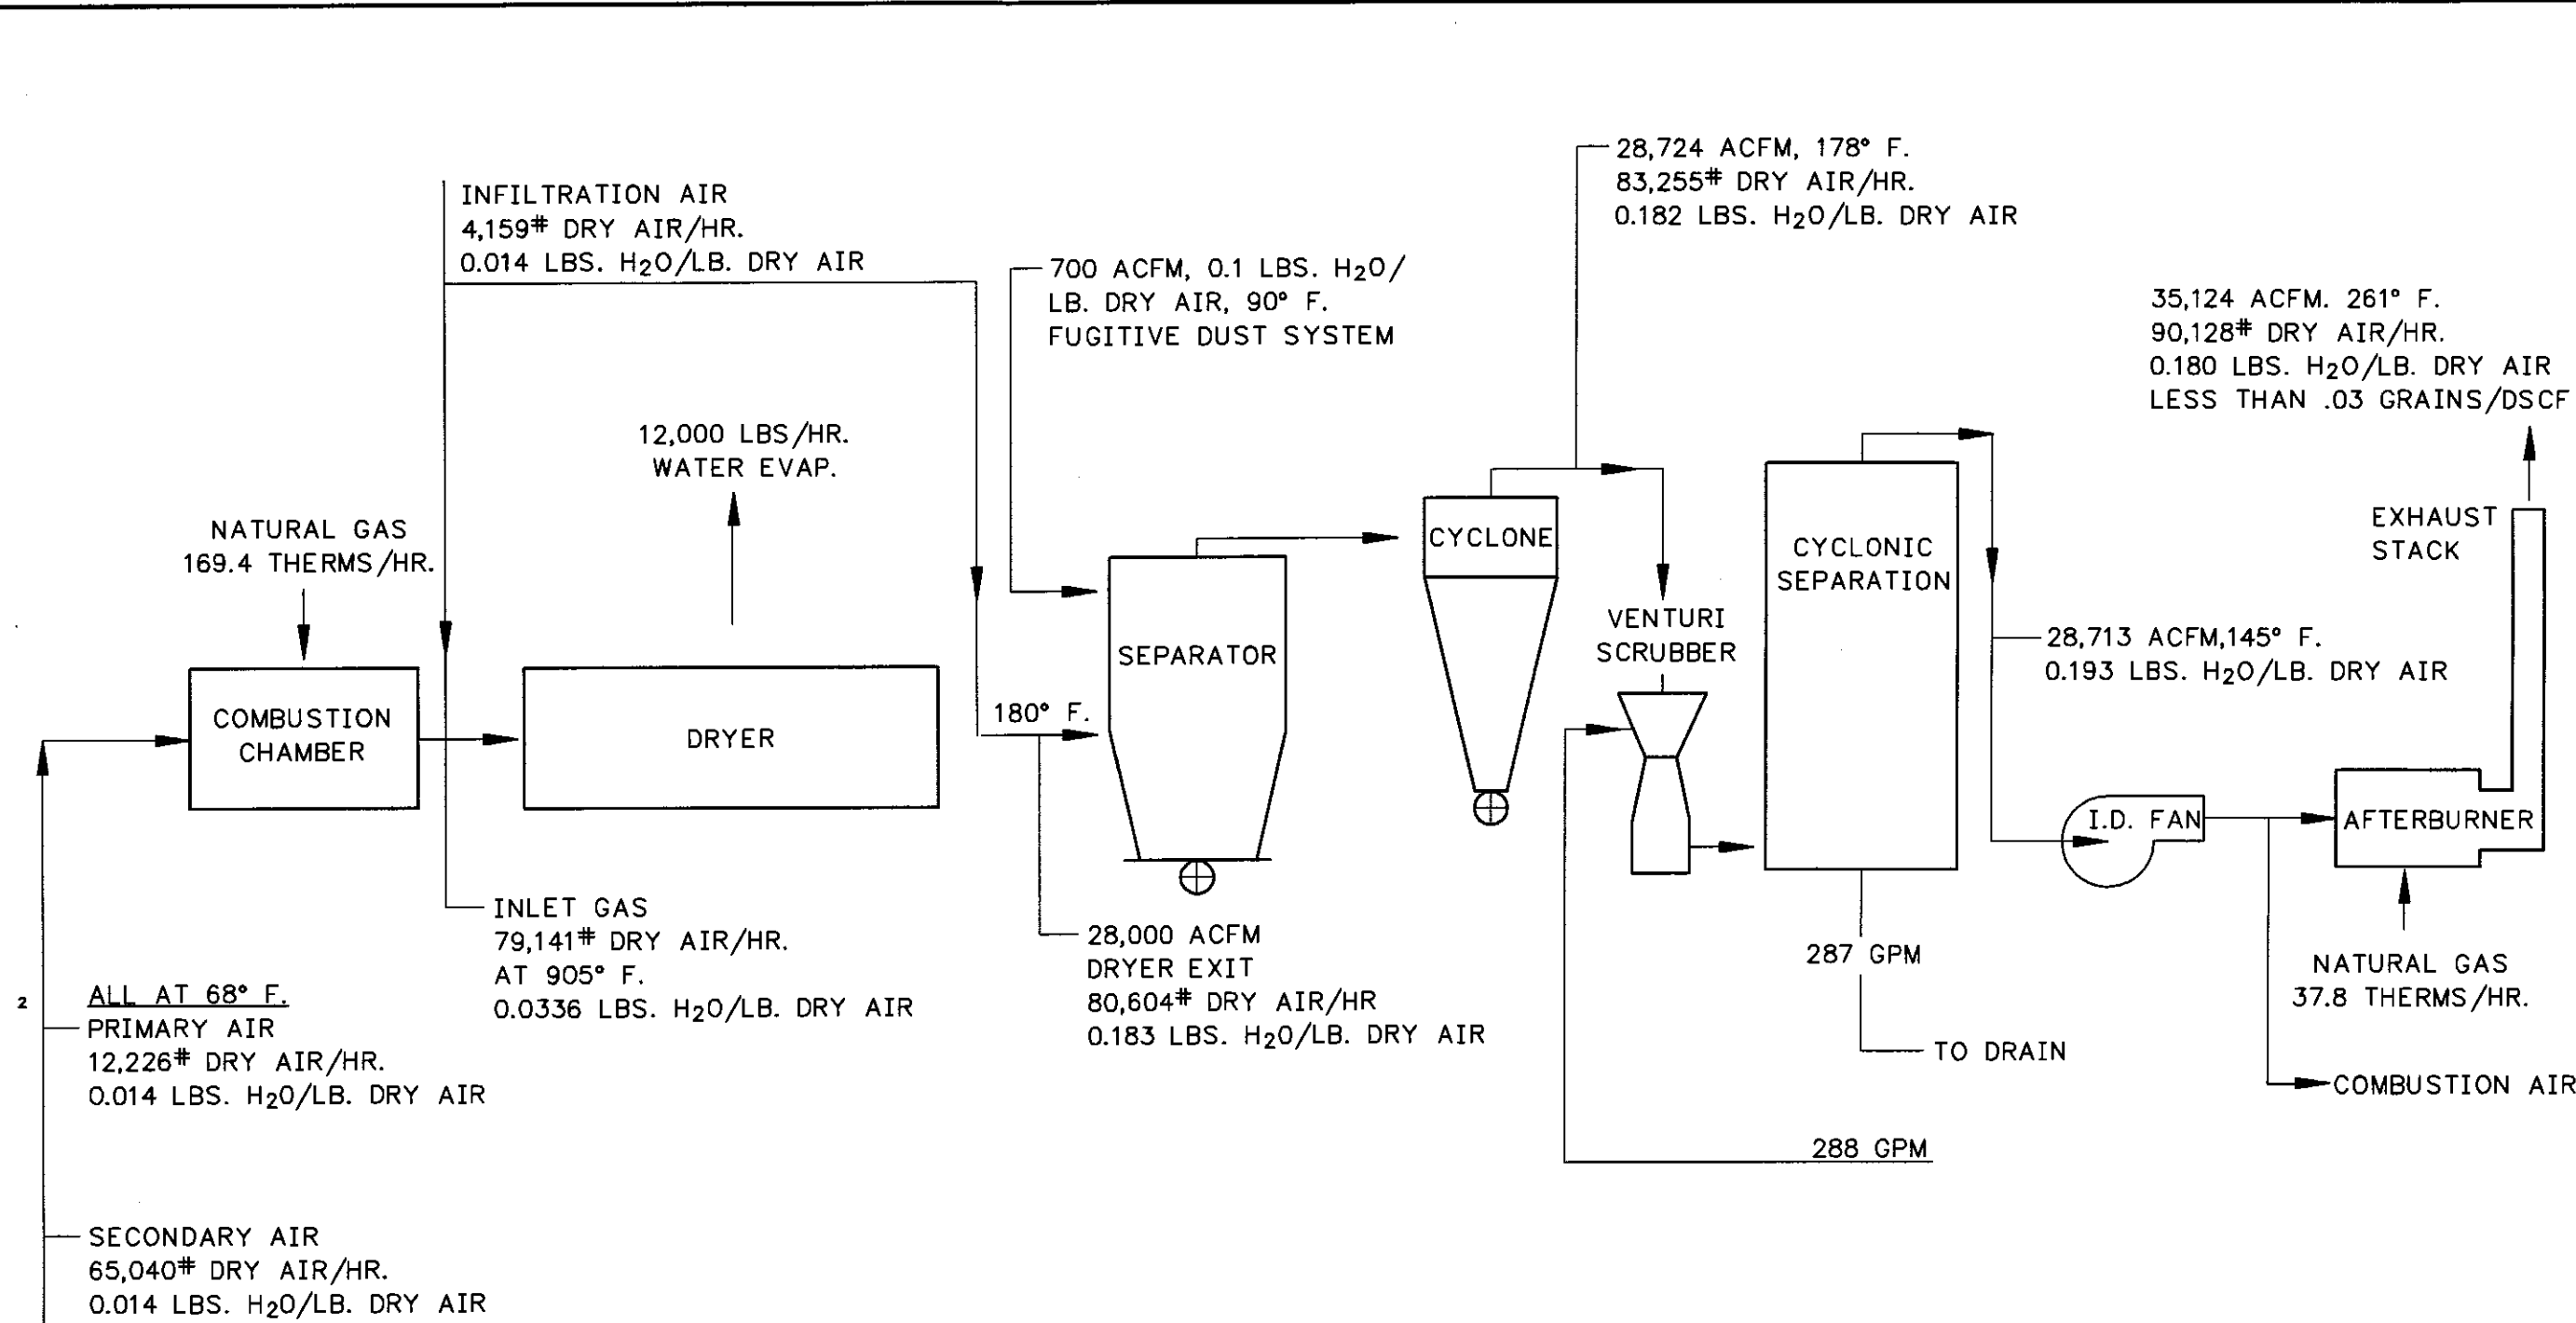 28,724 ACFM, 178° F.
83,255# DRY AIR/HR.
0.182 LBS. H₂O/LB. DRY AIR
INFILTRATION AIR
4,159# DRY AIR/HR.
0.014 LBS. H₂O/LB. DRY AIR
700 ACFM, 0.1 LBS. H₂O/
LB. DRY AIR, 90° F.
FUGITIVE DUST SYSTEM
35,124 ACFM. 261° F.
90,128# DRY AIR/HR.
0.180 LBS. H₂O/LB. DRY AIR
LESS THAN .03 GRAINS/DSCF
12,000 LBS/HR.
WATER EVAP.
NATURAL GAS
169.4 THERMS/HR.
COMBUSTION
CHAMBER
DRYER
180° F.
SEPARATOR
CYCLONE
VENTURI
SCRUBBER
CYCLONIC
SEPARATION
EXHAUST
STACK
28,713 ACFM,145° F.
0.193 LBS. H₂O/LB. DRY AIR
I.D. FAN
AFTERBURNER
INLET GAS
79,141# DRY AIR/HR.
AT 905° F.
0.0336 LBS. H₂O/LB. DRY AIR
28,000 ACFM
DRYER EXIT
80,604# DRY AIR/HR
0.183 LBS. H₂O/LB. DRY AIR
287 GPM
TO DRAIN
NATURAL GAS
37.8 THERMS/HR.
COMBUSTION AIR
288 GPM
2
ALL AT 68° F.
PRIMARY AIR
12,226# DRY AIR/HR.
0.014 LBS. H₂O/LB. DRY AIR
SECONDARY AIR
65,040# DRY AIR/HR.
0.014 LBS. H₂O/LB. DRY AIR